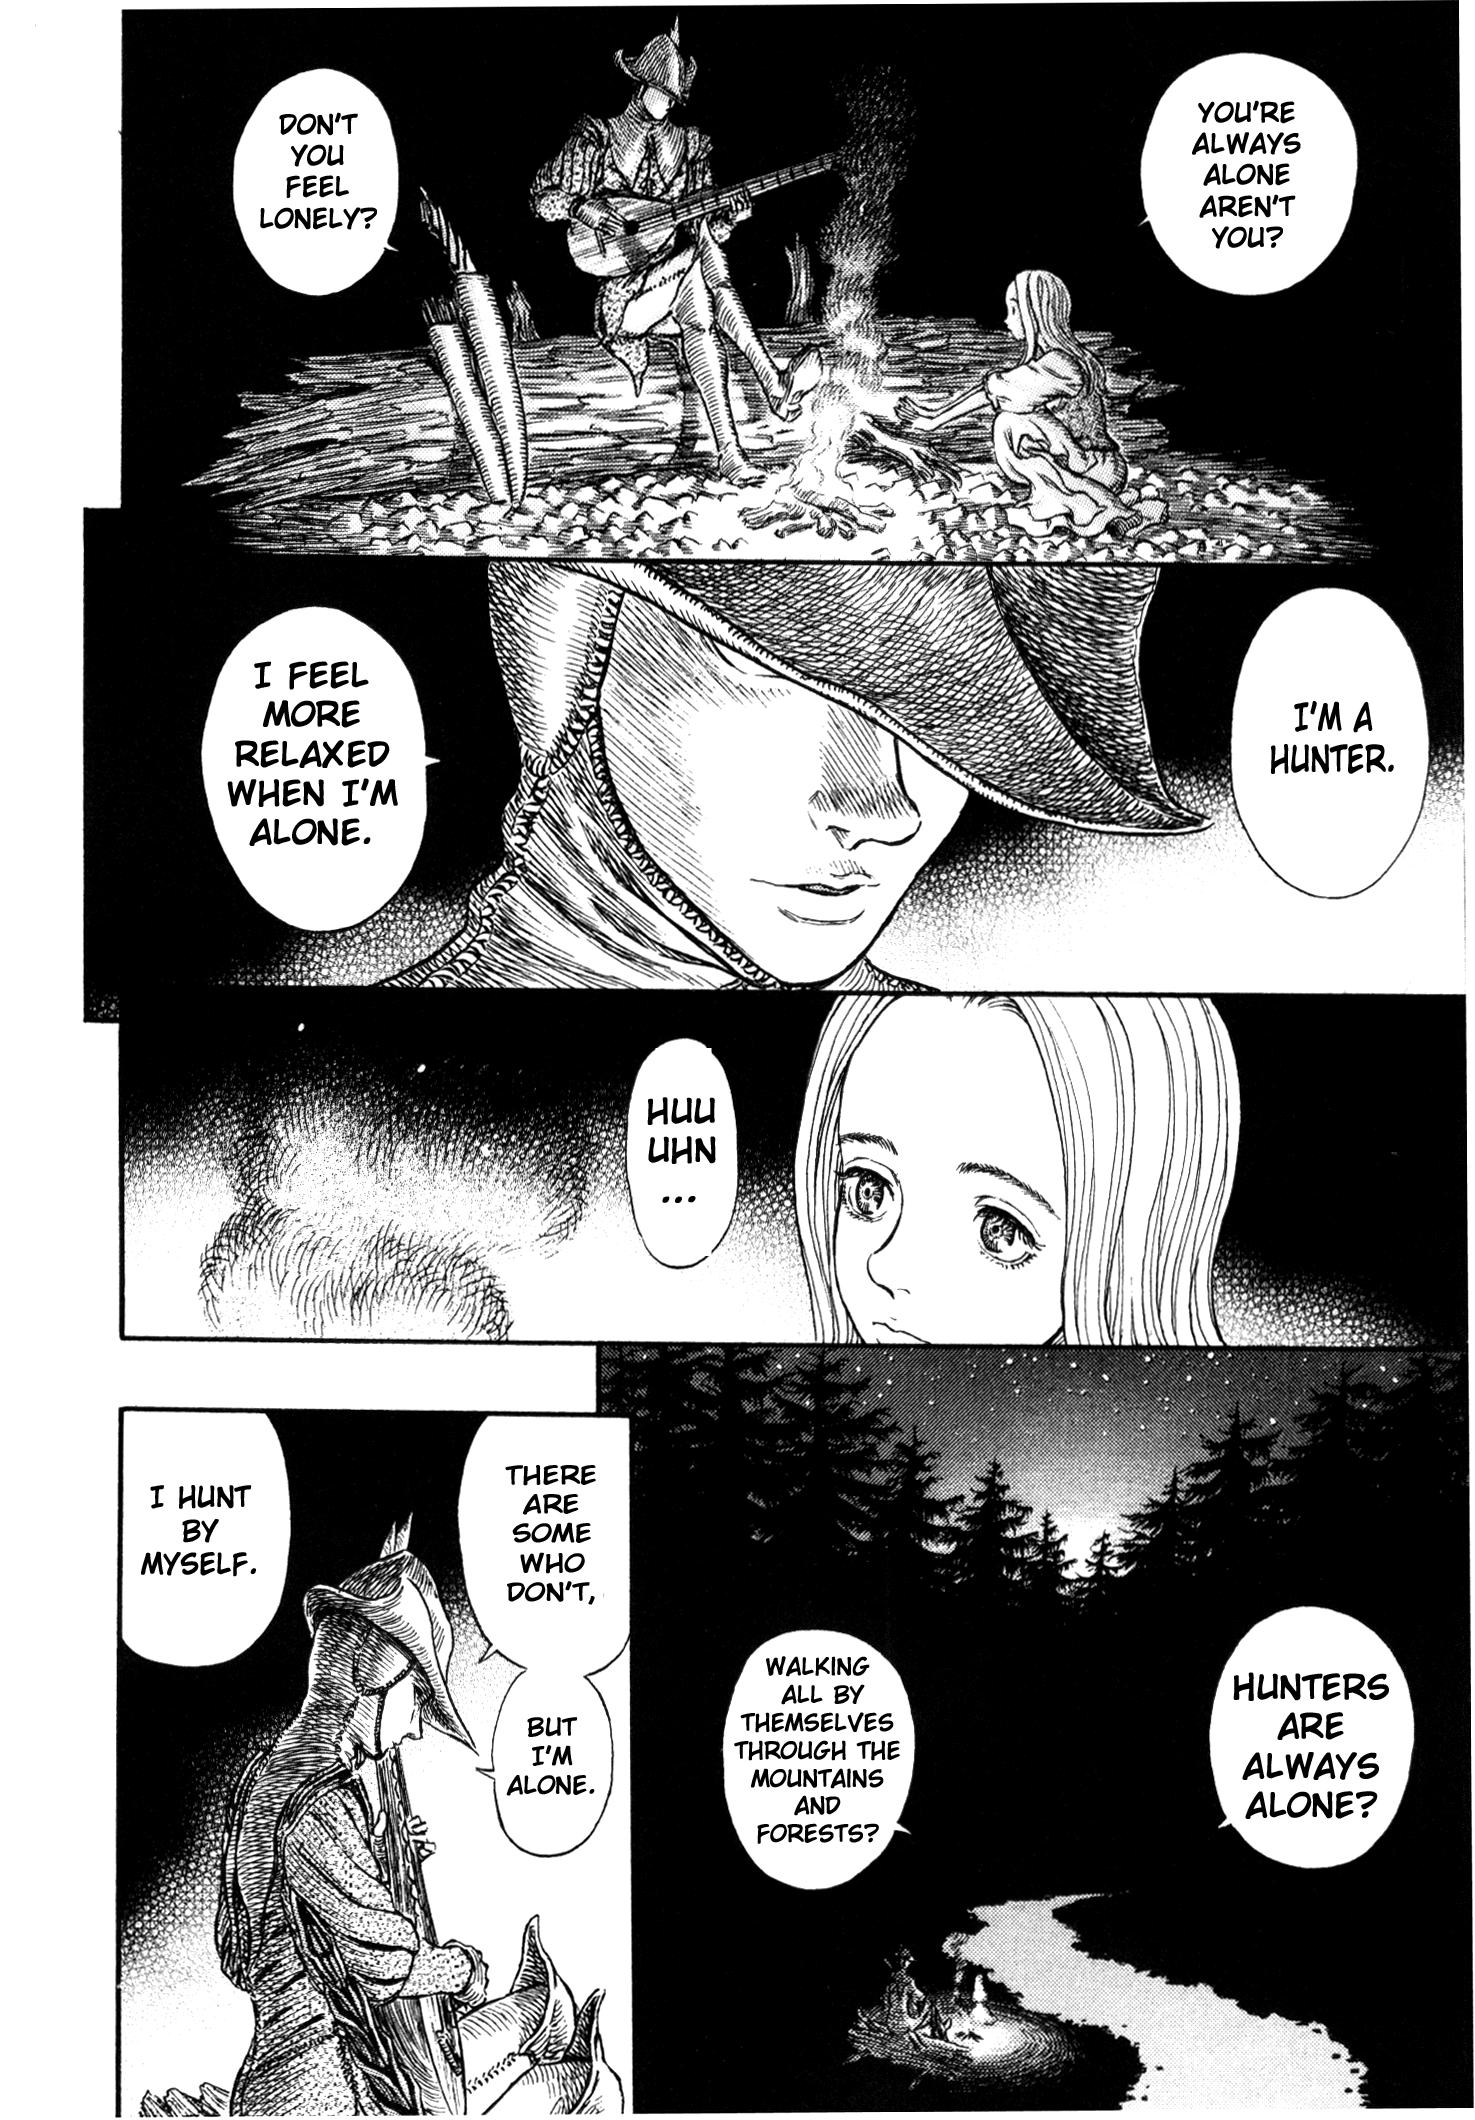 YOU'RE
ALWAYS
ALONE
AREN'T
YOU?
DON'T
YOU
FEEL
LONELY?
I'M A
HUNTER.
I FEEL
MORE
RELAXED
WHEN I'M
ALONE.
HUU
UHN
...
HUNTERS
ARE
ALWAYS
ALONE?
WALKING
ALL BY
THEMSELVES
THROUGH THE
MOUNTAINS
AND
FORESTS?
THERE
ARE
SOME
WHO
DON'T,
BUT
I'M
ALONE.
I HUNT
BY
MYSELF.